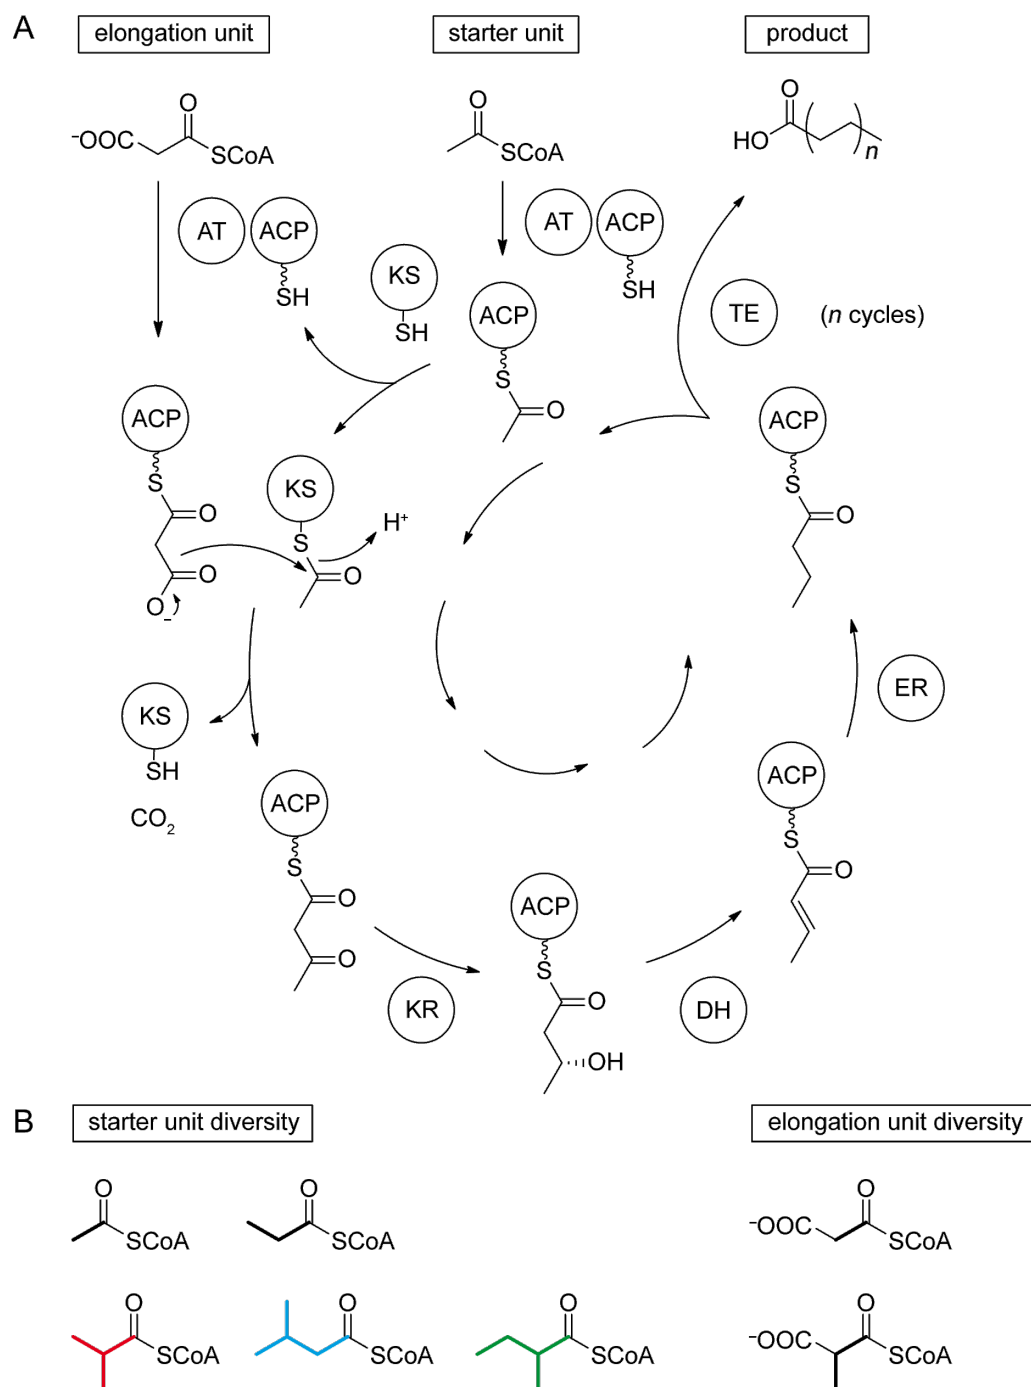 A
elongation unit
starter unit
product
O
⁻OOC
SCoA
O
SCoA
O
HO
n
AT
ACP
SH
AT
ACP
SH
KS
SH
ACP
S
O
TE
(n cycles)
ACP
S
O
O
O
–
KS
S
O
H⁺
ACP
S
O
KS
SH
CO₂
ER
ACP
S
O
O
ACP
S
O
OH
ACP
S
O
KR
DH
B
starter unit diversity
elongation unit diversity
O
SCoA
O
SCoA
O
⁻OOC
SCoA
O
SCoA
O
SCoA
O
SCoA
O
⁻OOC
SCoA